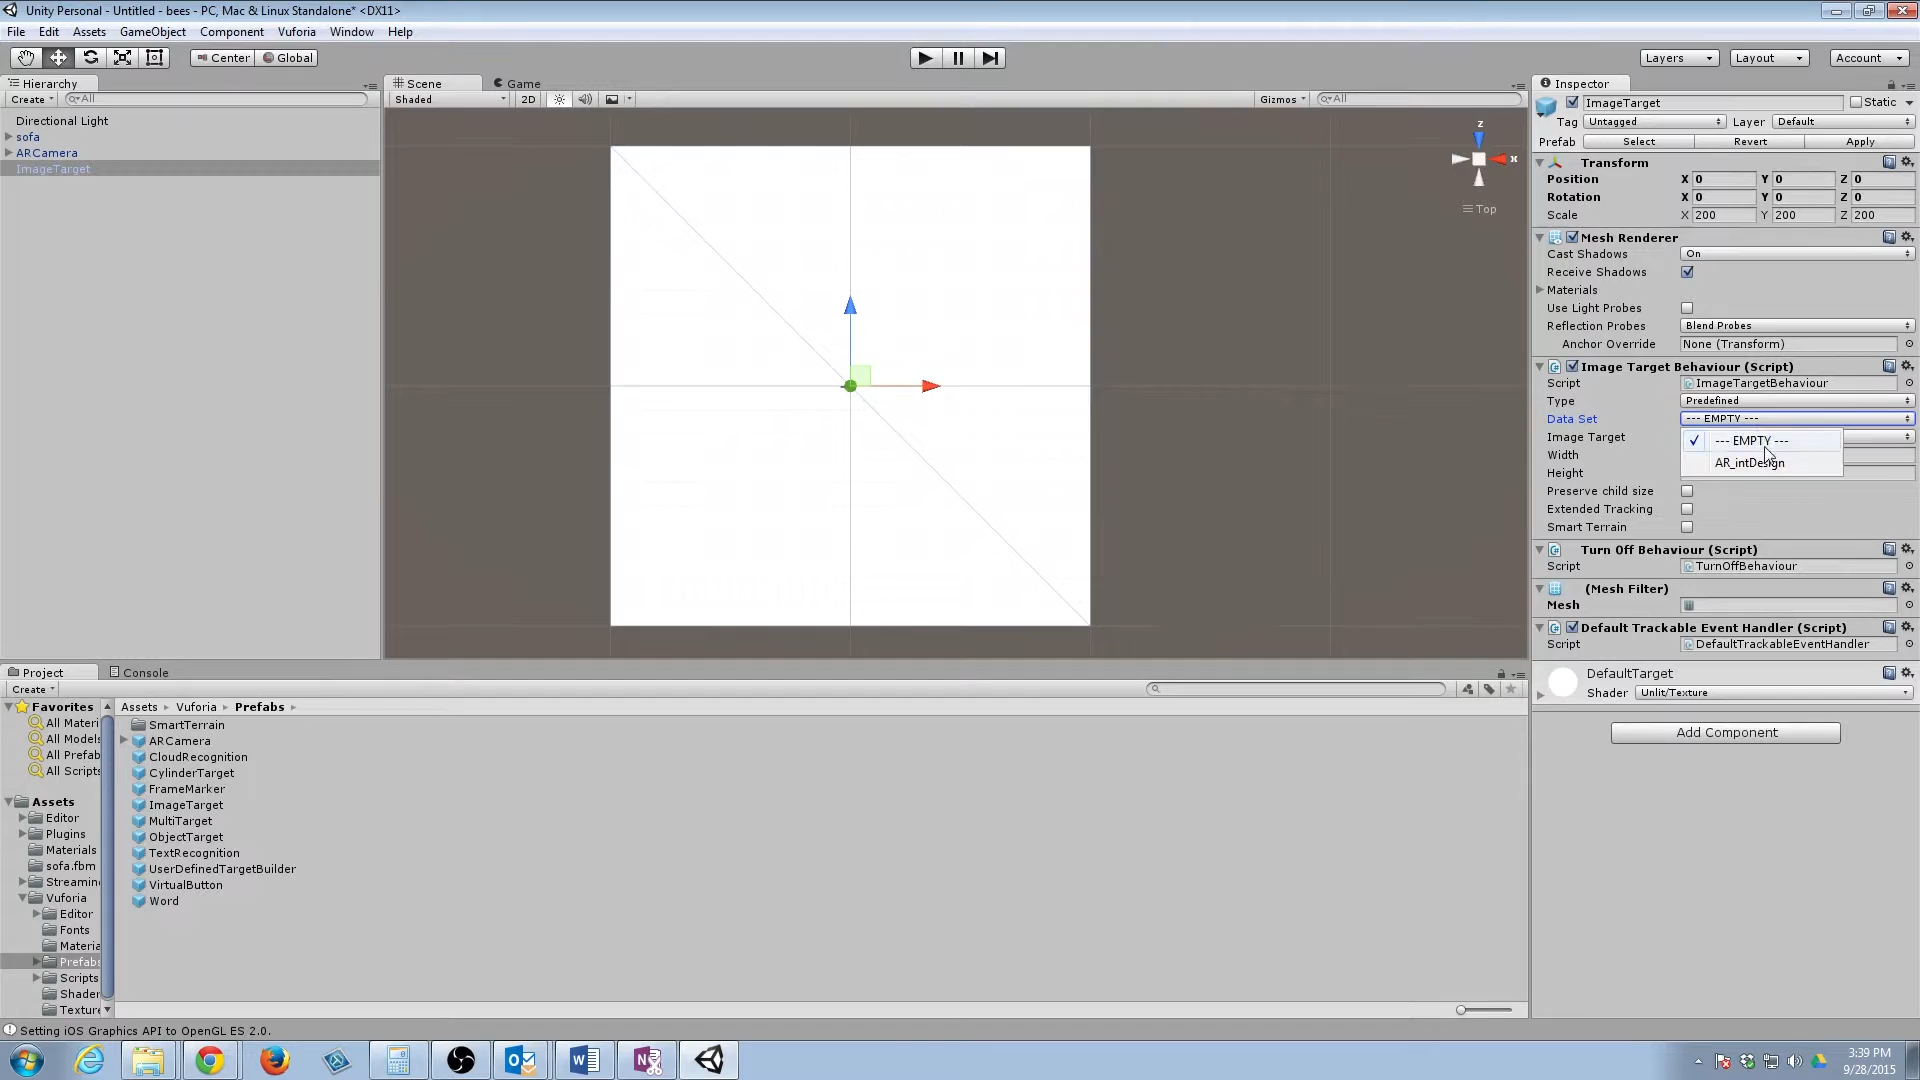 Unity Personal - Untitled - bees - PC, Mac & Linux Standalone* <DX11>
File Edit Assets GameObject Component Vuforia Window Help
Center Global Layers Layout Account
Hierarchy
Create All
Directional Light
sofa
ARCamera
ImageTarget
Scene Game
Shaded 2D Gizmos All
z
x
Top
Inspector
ImageTarget Static
Tag Untagged Layer Default
Prefab Select Revert Apply
Transform
Position X 0 Y 0 Z 0
Rotation X 0 Y 0 Z 0
Scale X 200 Y 200 Z 200
Mesh Renderer
Cast Shadows On
Receive Shadows
Materials
Use Light Probes
Reflection Probes Blend Probes
Anchor Override None (Transform)
Image Target Behaviour (Script)
Script ImageTargetBehaviour
Type Predefined
Data Set --- EMPTY ---
Image Target --- EMPTY ---
Width AR_intDesign
Height
Preserve child size
Extended Tracking
Smart Terrain
Turn Off Behaviour (Script)
Script TurnOffBehaviour
(Mesh Filter)
Mesh
Default Trackable Event Handler (Script)
Script DefaultTrackableEventHandler
DefaultTarget
Shader Unlit/Texture
Add Component
Project Console
Create
Favorites
All Materi
All Models
All Prefab
All Scripts
Assets
Editor
Plugins
Materials
sofa.fbm
Streamin
Vuforia
Editor
Fonts
Materia
Prefabs
Scripts
Shader
Texture
Assets Vuforia Prefabs
SmartTerrain
ARCamera
CloudRecognition
CylinderTarget
FrameMarker
ImageTarget
MultiTarget
ObjectTarget
TextRecognition
UserDefinedTargetBuilder
VirtualButton
Word
Setting iOS Graphics API to OpenGL ES 2.0.
3:39 PM
9/28/2015